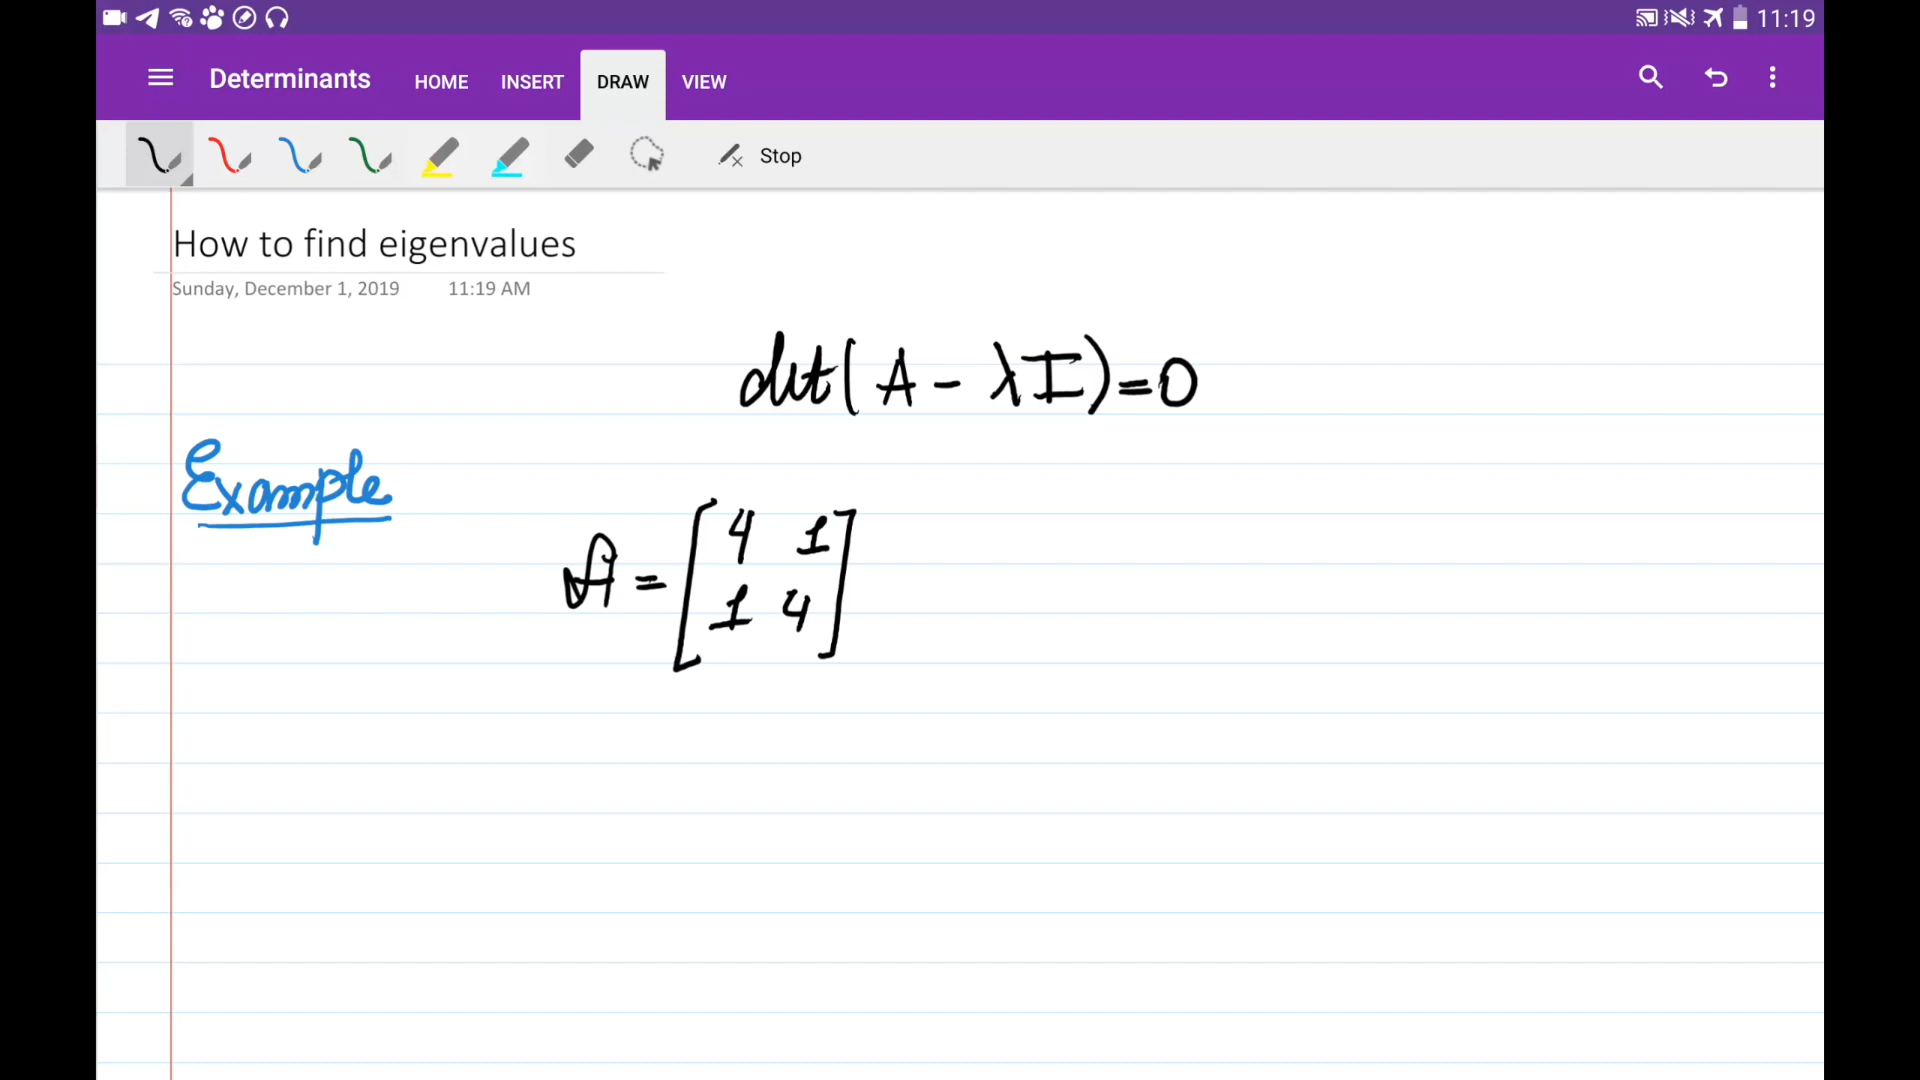 11:19
Determinants HOME INSERT DRAW VIEW
Stop
How to find eigenvalues
Sunday, December 1, 2019 11:19 AM
det(A - λI)=0
Example
A = [4 1
1 4]